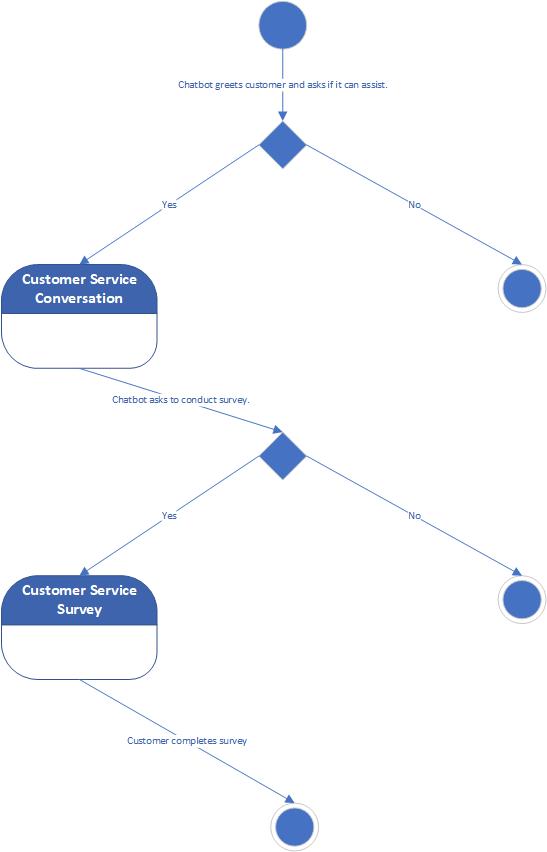 Chatbot greets customer and asks if it can assist.
Yes
No
Customer Service
Conversation
Chatbot asks to conduct survey.
Yes
No
Customer Service
Survey
Customer completes survey